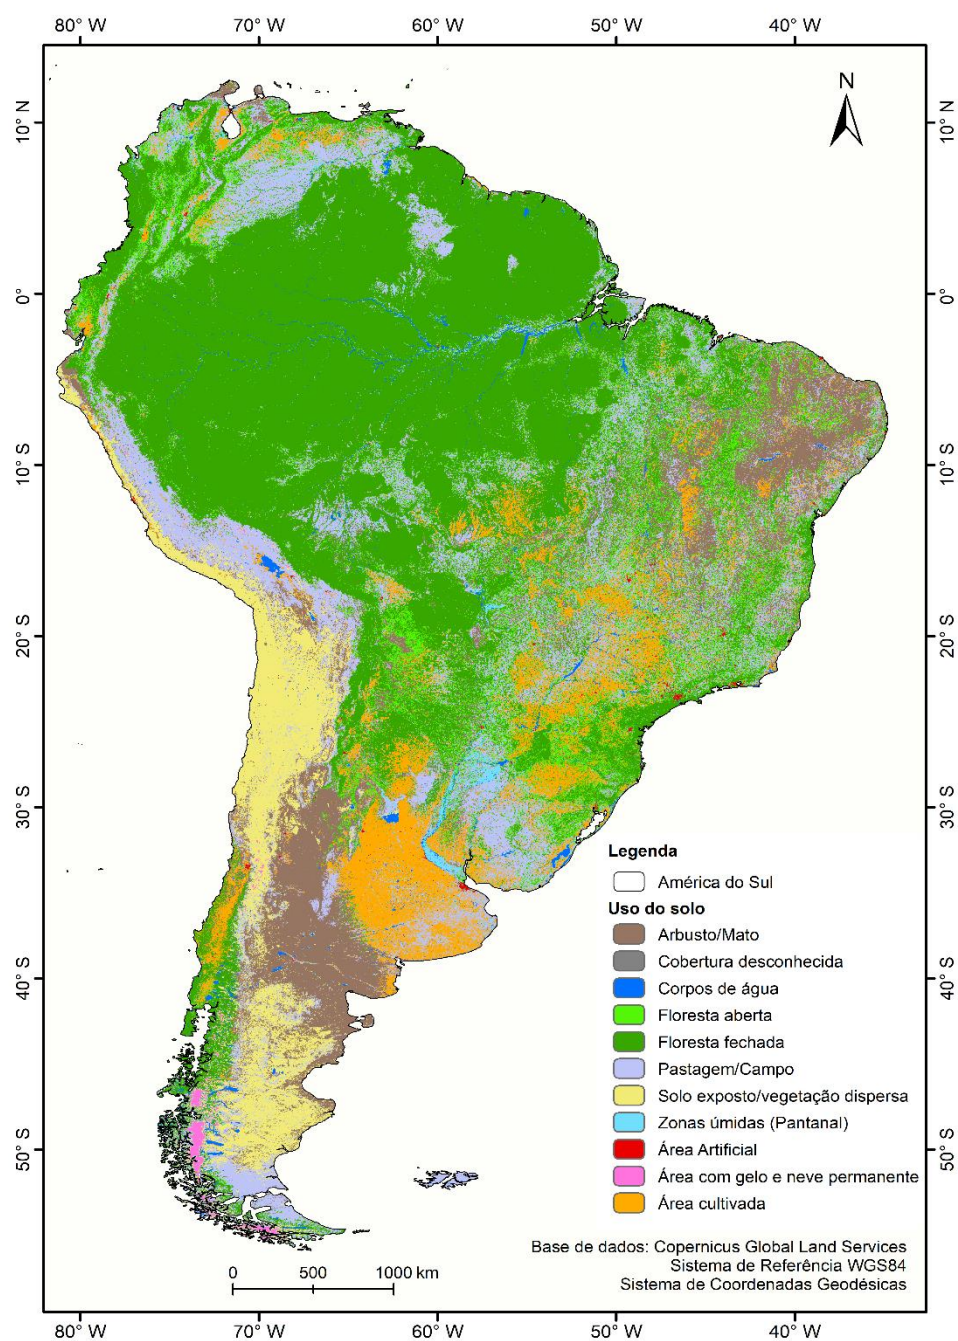 80° W 70° W 60° W 50° W 40° W
N
10° N
10° N
0°
0°
10° S
10° S
20° S
20° S
30° S
30° S
40° S
40° S
50° S
50° S
Legenda
América do Sul
Uso do solo
Arbusto/Mato
Cobertura desconhecida
Corpos de água
Floresta aberta
Floresta fechada
Pastagem/Campo
Solo exposto/vegetação dispersa
Zonas úmidas (Pantanal)
Área Artificial
Área com gelo e neve permanente
Área cultivada
Base de dados: Copernicus Global Land Services
Sistema de Referência WGS84
Sistema de Coordenadas Geodésicas
0 500 1000 km
80° W 70° W 60° W 50° W 40° W